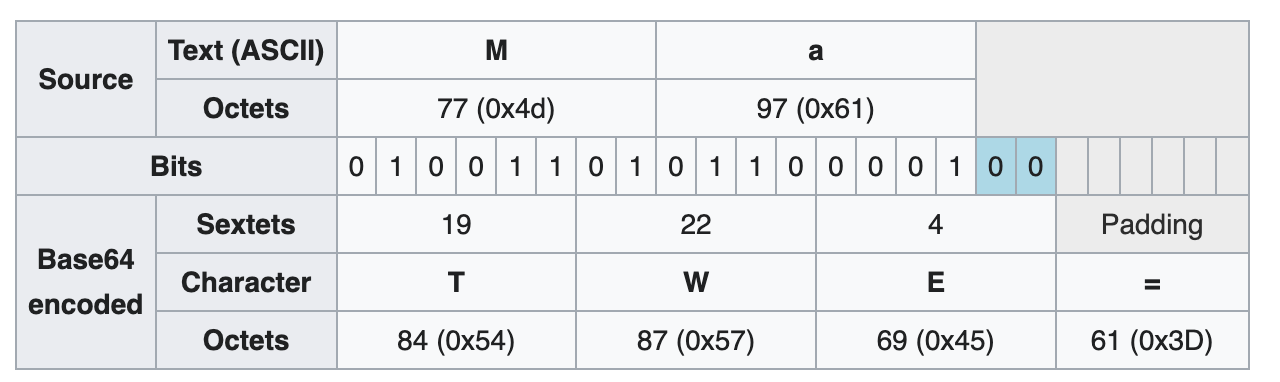 Source Text (ASCII) M a
Octets 77 (0x4d) 97 (0x61)
Bits 0 1 0 0 1 1 0 1 0 1 1 0 0 0 0 1 0 0
Base64 encoded Sextets 19 22 4 Padding
Character T W E =
Octets 84 (0x54) 87 (0x57) 69 (0x45) 61 (0x3D)